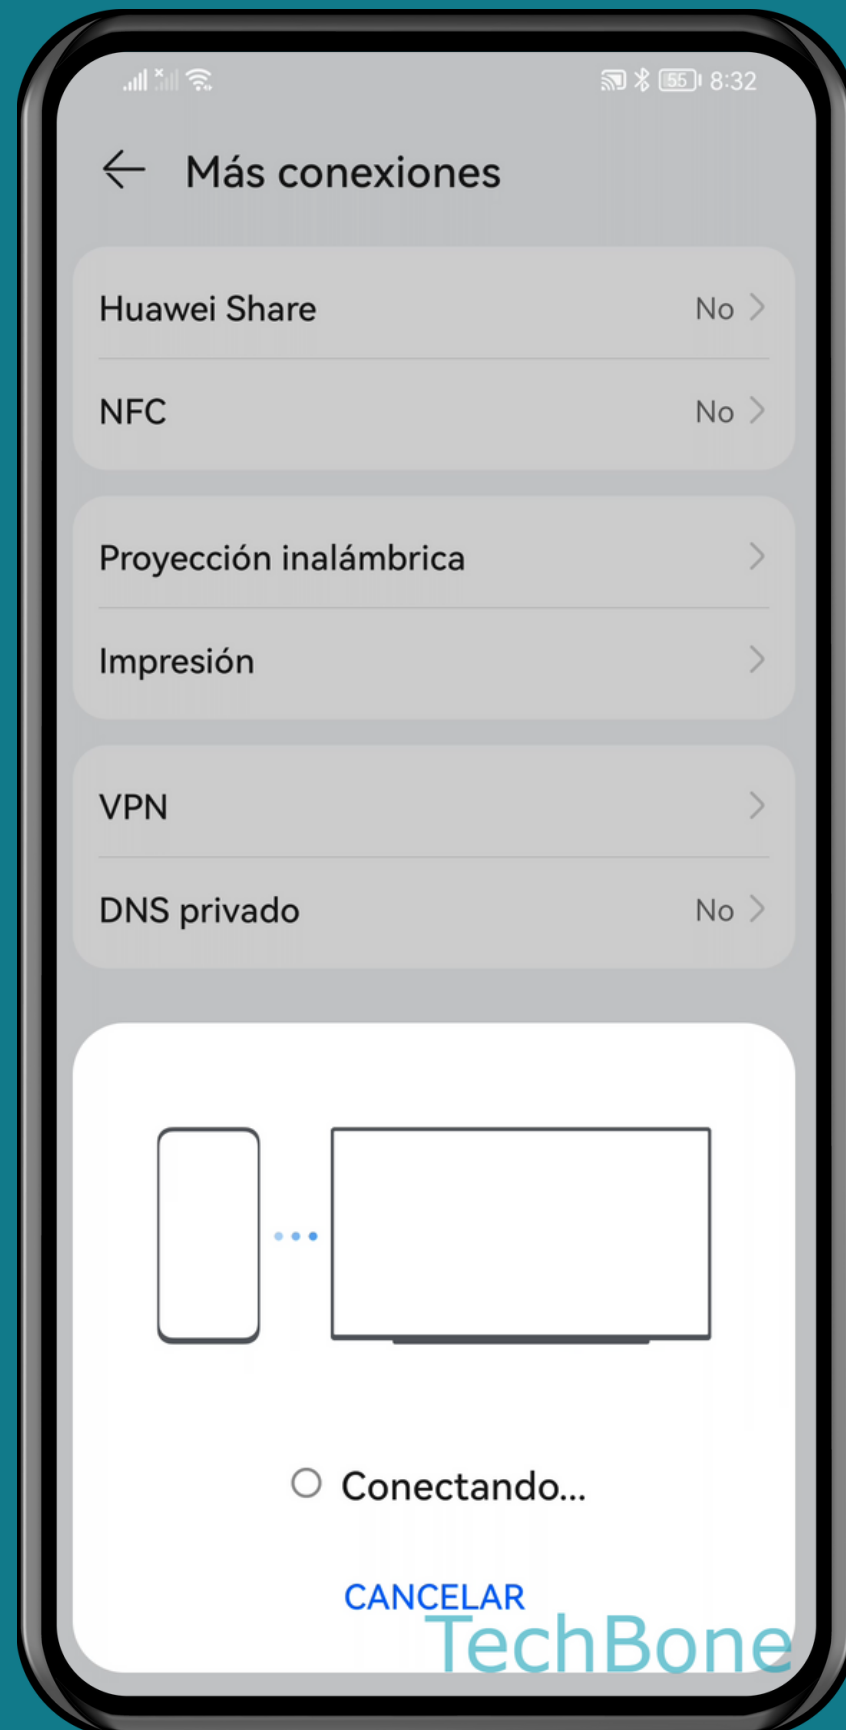 55 8:32
Más conexiones
Huawei Share No
NFC No
Proyección inalámbrica
Impresión
VPN
DNS privado No
Conectando...
CANCELAR
TechBone